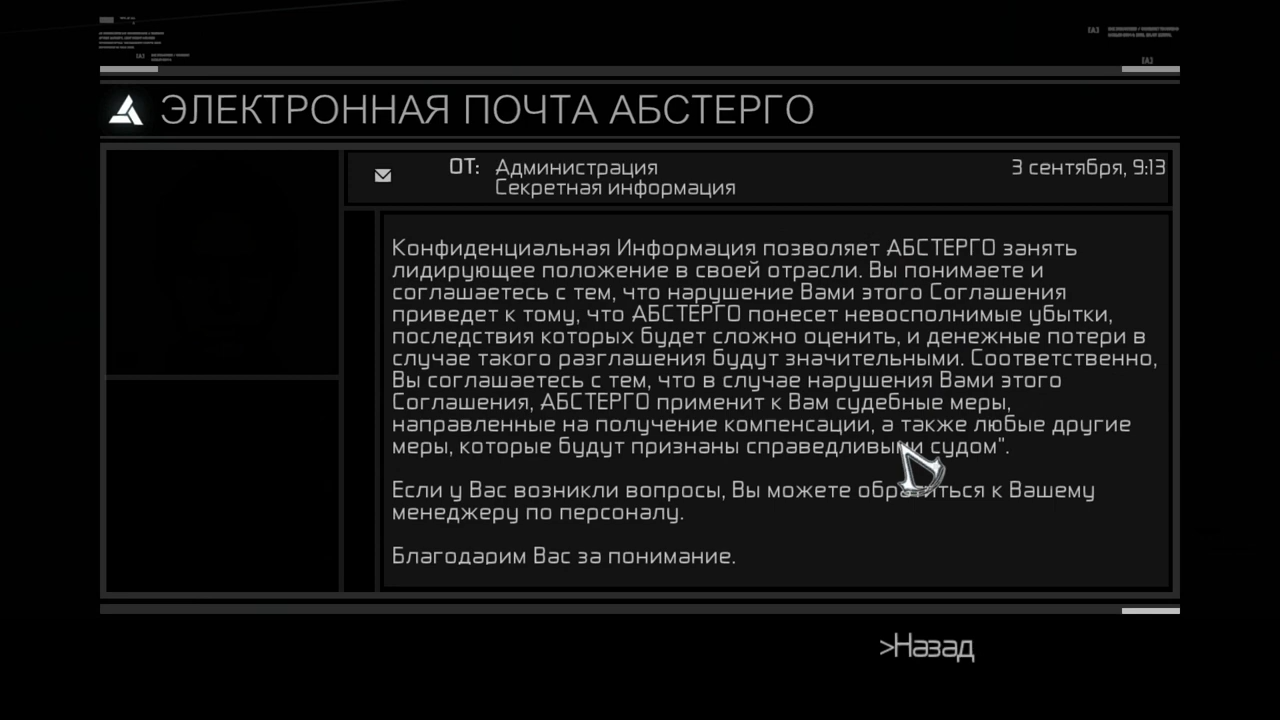 ЭЛЕКТРОННАЯ ПОЧТА АБСТЕРГО
ОТ: Администрация 3 сентября, 9:13
Секретная информация
Конфиденциальная Информация позволяет АБСТЕРГО занять
лидирующее положение в своей отрасли. Вы понимаете и
соглашаетесь с тем, что нарушение Вами этого Соглашения
приведет к тому, что АБСТЕРГО понесет невосполнимые убытки,
последствия которых будет сложно оценить, и денежные потери в
случае такого разглашения будут значительными. Соответственно,
Вы соглашаетесь с тем, что в случае нарушения Вами этого
Соглашения, АБСТЕРГО применит к Вам судебные меры,
направленные на получение компенсации, а также любые другие
меры, которые будут признаны справедливыми судом".
Если у Вас возникли вопросы, Вы можете обратиться к Вашему
менеджеру по персоналу.
Благодарим Вас за понимание.
>Назад